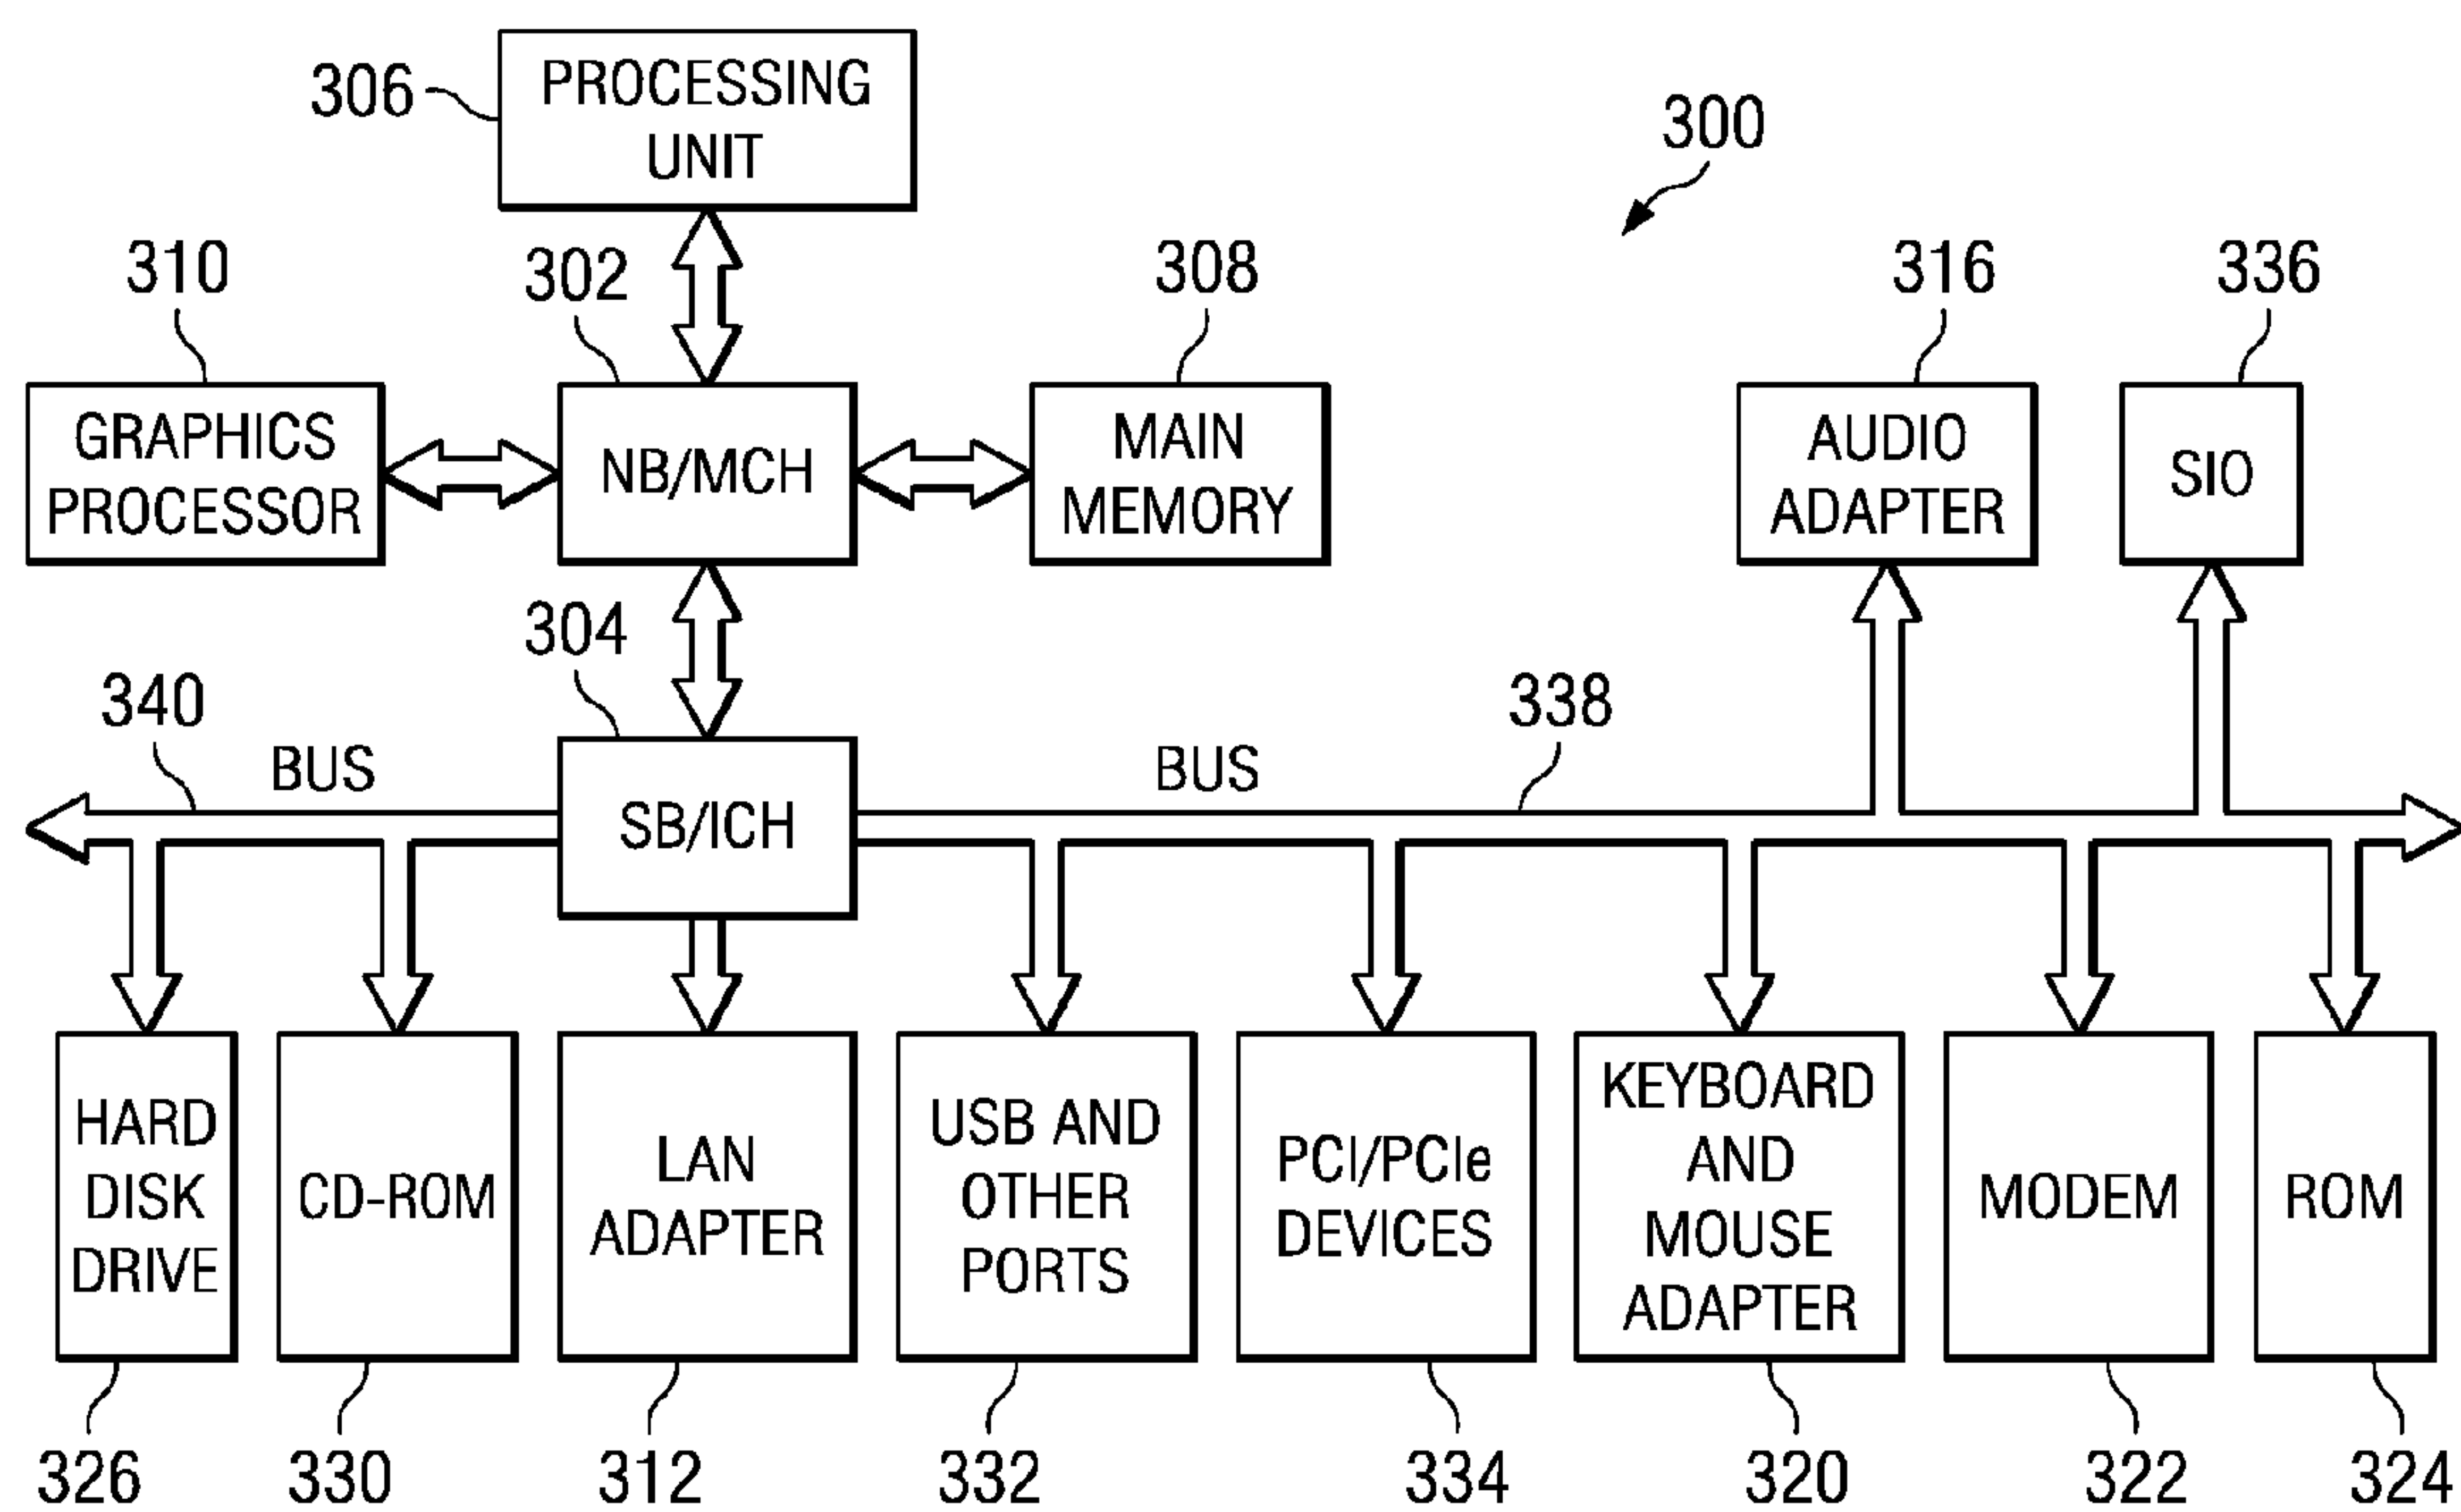 306
PROCESSING
UNIT
300
310
302
308
316
336
GRAPHICS
PROCESSOR
NB/MCH
MAIN
MEMORY
AUDIO
ADAPTER
SIO
304
340
BUS
SB/ICH
BUS
338
HARD
DISK
DRIVE
CD-ROM
LAN
ADAPTER
USB AND
OTHER
PORTS
PCI/PCIe
DEVICES
KEYBOARD
AND
MOUSE
ADAPTER
MODEM
ROM
326
330
312
332
334
320
322
324